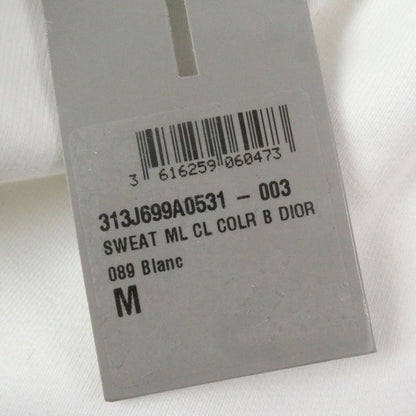 3 616259 060473
313J699A0531 - 003
SWEAT ML CL COLR B DIOR
089 Blanc
M